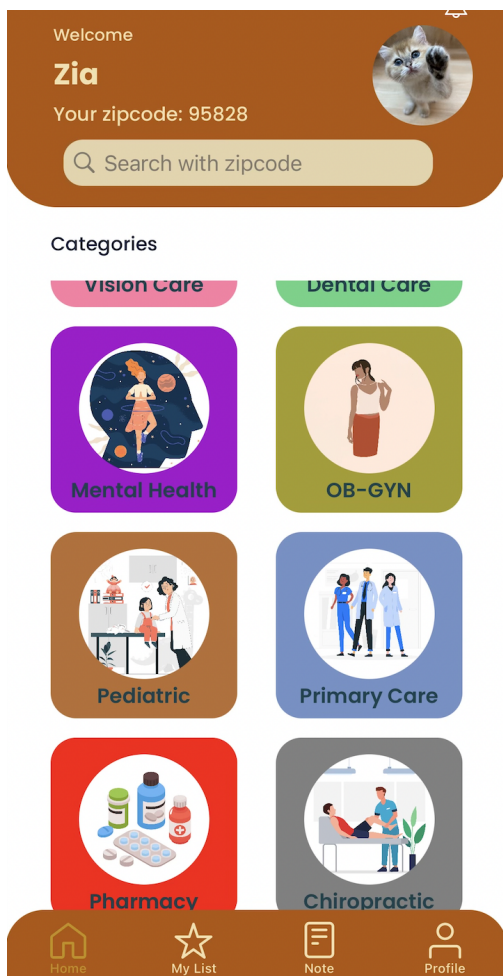 Welcome
Zia
Your zipcode: 95828
Search with zipcode
Categories
Vision Care
Dental Care
Mental Health
OB-GYN
Pediatric
Primary Care
Pharmacy
Chiropractic
Home
My List
Note
Profile